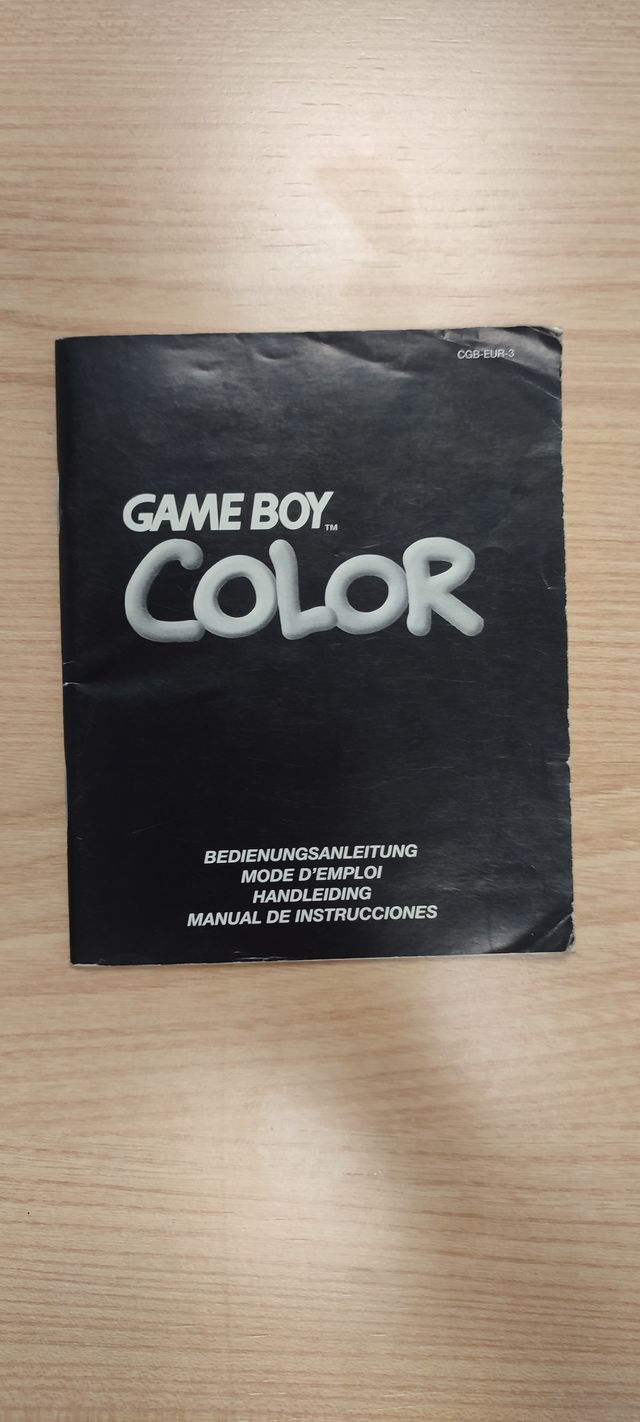 CGB-EUR-3
GAME BOY™
COLOR
BEDIENUNGSANLEITUNG
MODE D'EMPLOI
HANDLEIDING
MANUAL DE INSTRUCCIONES